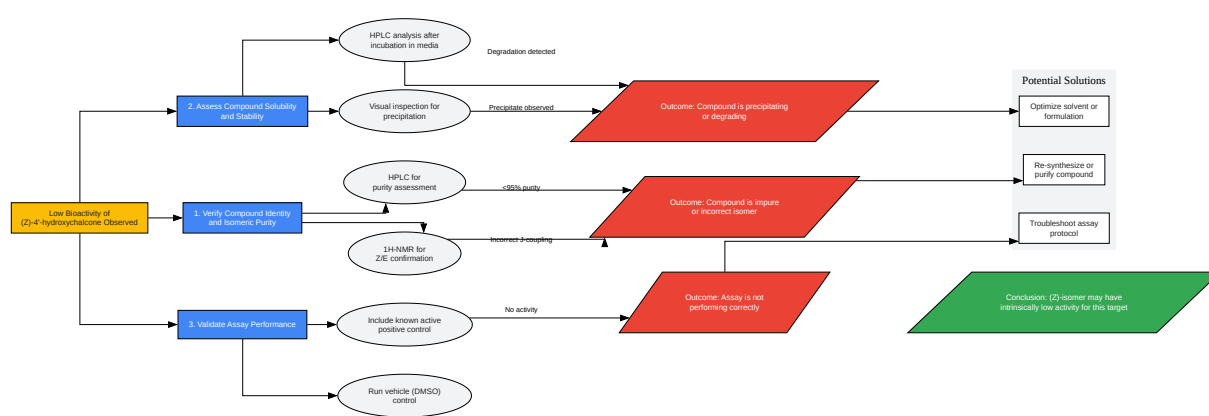 HPLC analysis after
incubation in media
Degradation detected
Potential Solutions
2. Assess Compound Solubility
and Stability
Visual inspection for
precipitation
Precipitate observed
Outcome: Compound is precipitating
or degrading
Optimize solvent or
formulation
HPLC for
purity assessment
<95% purity
Re-synthesize or
purify compound
Low Bioactivity of
(Z)-4'-hydroxychalcone Observed
1. Verify Compound Identity
and Isomeric Purity
Outcome: Compound is impure
or incorrect isomer
1H-NMR for
Z/E confirmation
Incorrect J-coupling
Troubleshoot assay
protocol
Outcome: Assay is not
performing correctly
Conclusion: (Z)-isomer may have
intrinsically low activity for this target
3. Validate Assay Performance
Include known active
positive control
No activity
Run vehicle (DMSO)
control